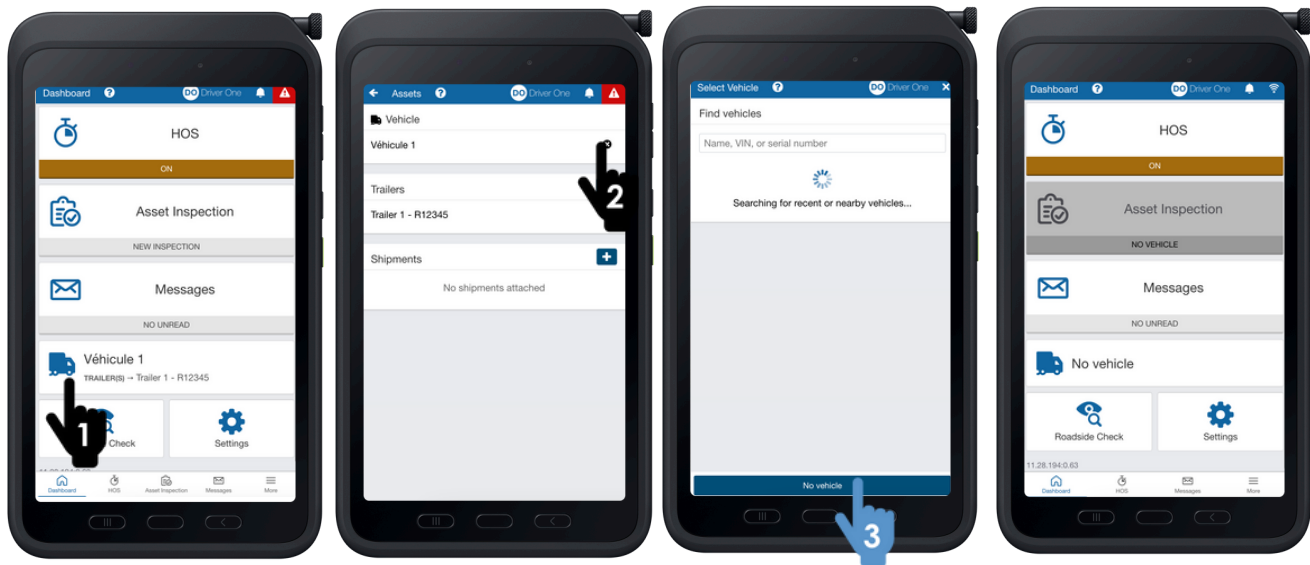 Dashboard ? DO Driver One
HOS
ON
Asset Inspection
NEW INSPECTION
Messages
NO UNREAD
Véhicule 1
TRAILER(S) → Trailer 1 - R12345
1
Check
Settings
Dashboard HOS Asset Inspection Messages More
Assets ? DO Driver One
Vehicle
Véhicule 1
2
Trailers
Trailer 1 - R12345
Shipments +
No shipments attached
Select Vehicle ? DO Driver One X
Find vehicles
Name, VIN, or serial number
Searching for recent or nearby vehicles...
No vehicle
3
Dashboard ? DO Driver One
HOS
ON
Asset Inspection
NO VEHICLE
Messages
NO UNREAD
No vehicle
Roadside Check
Settings
11.28.194:0.63
Dashboard HOS Messages More